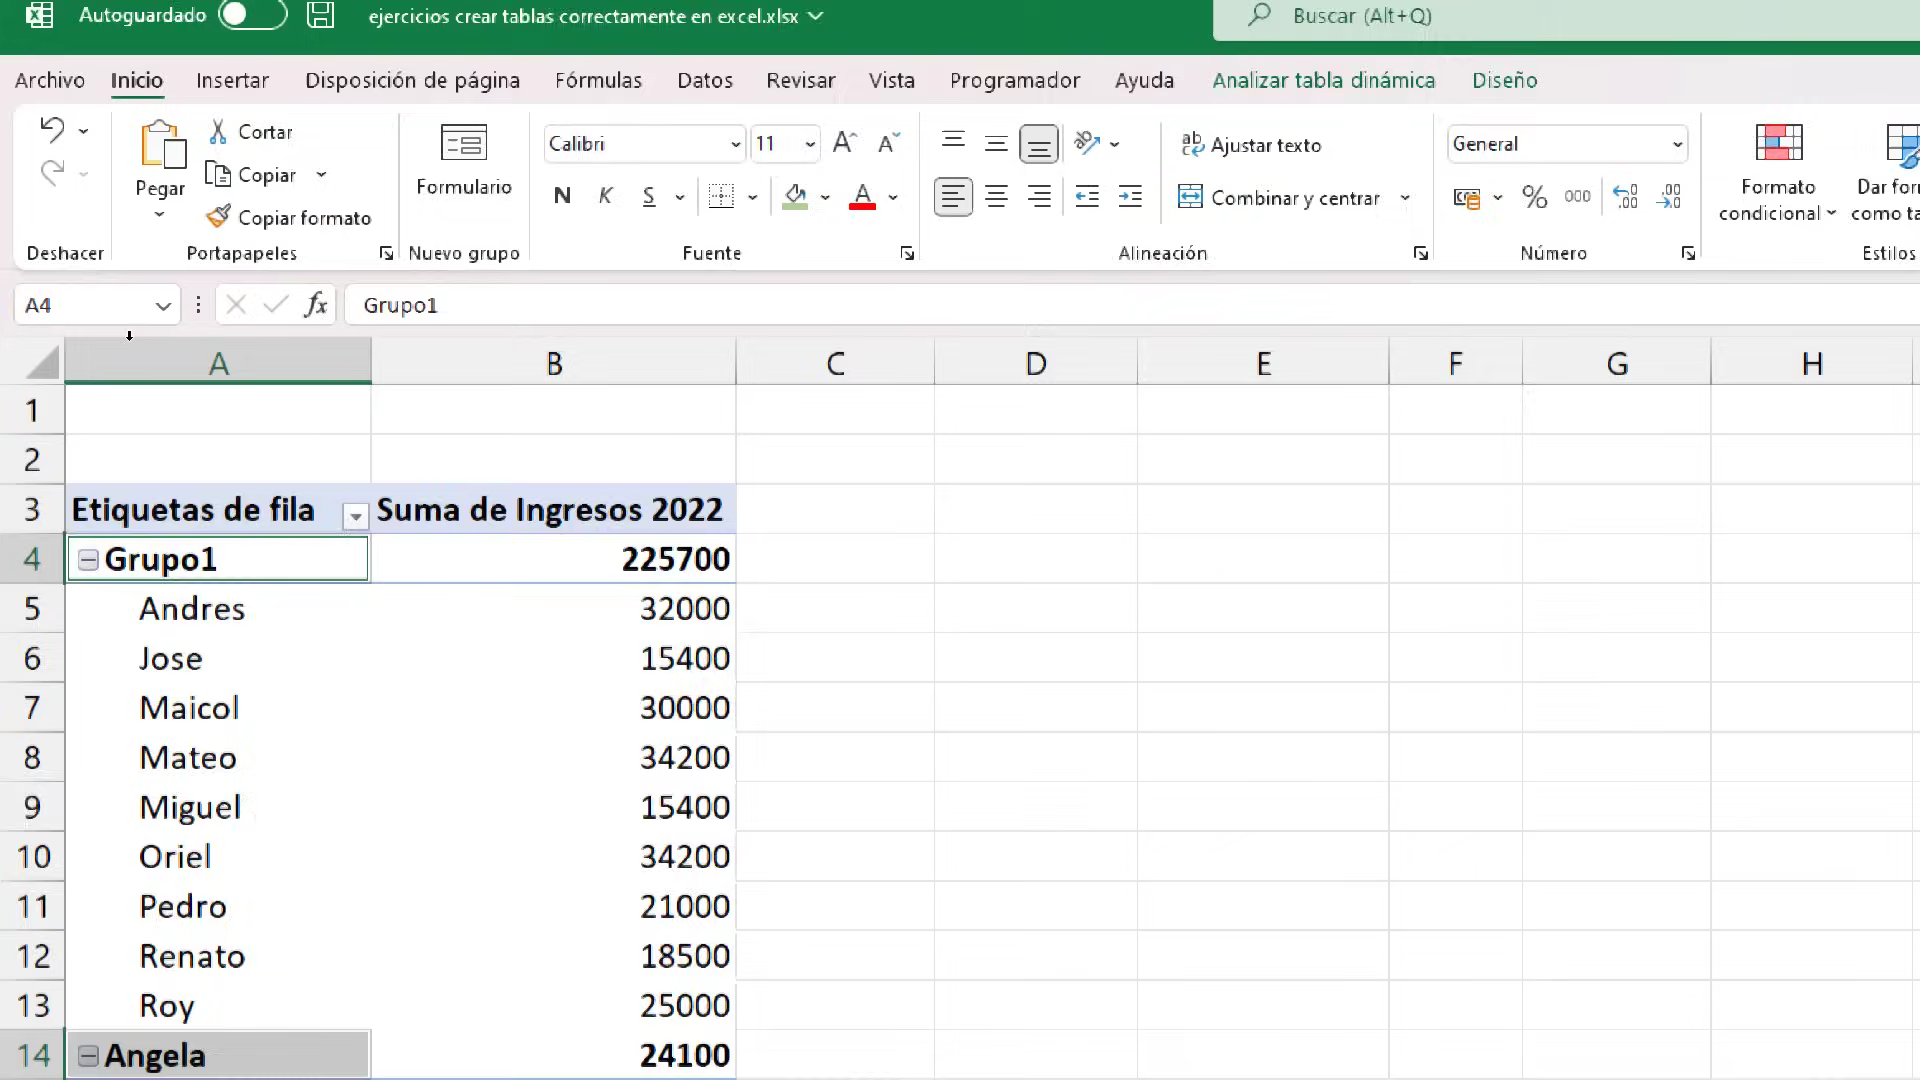 Autoguardado ejercicios crear tablas correctamente en excel.xlsx Buscar (Alt+Q)
Archivo Inicio Insertar Disposición de página Fórmulas Datos Revisar Vista Programador Ayuda Analizar tabla dinámica Diseño
Pegar
Cortar
Copiar
Copiar formato
Formulario
Calibri 11
N K S
A
Ajustar texto
Combinar y centrar
General
% 000
Formato
condicional
Dar for
como ta
Deshacer Portapapeles Nuevo grupo Fuente Alineación Número Estilos
A4 fx Grupo1
A B C D E F G H
1
2
3 Etiquetas de fila Suma de Ingresos 2022
4 Grupo1 225700
5 Andres 32000
6 Jose 15400
7 Maicol 30000
8 Mateo 34200
9 Miguel 15400
10 Oriel 34200
11 Pedro 21000
12 Renato 18500
13 Roy 25000
14 Angela 24100